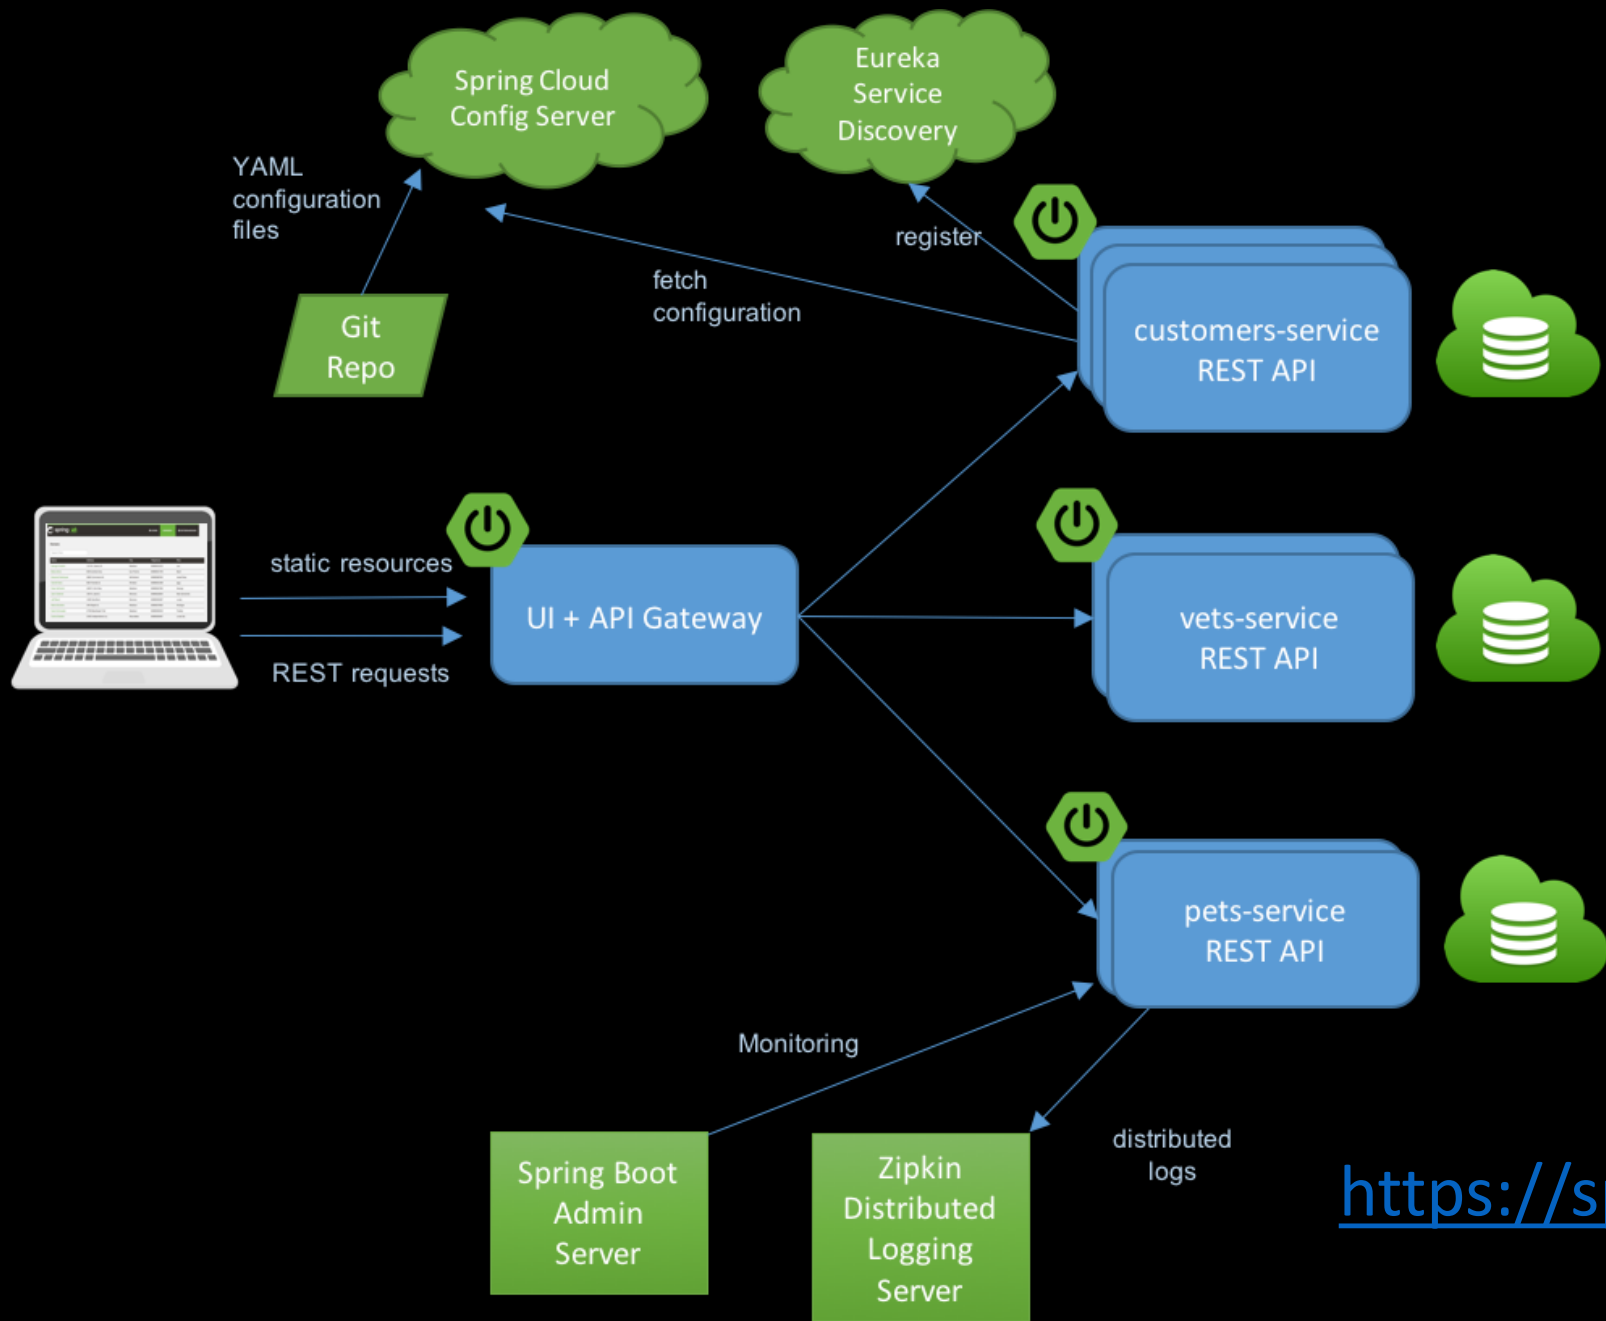 Spring Cloud
Config Server
Eureka
Service
Discovery
YAML
configuration
files
register
fetch
configuration
Git
Repo
customers-service
REST API
spring
static resources
UI + API Gateway
REST requests
vets-service
REST API
pets-service
REST API
Monitoring
distributed
logs
Spring Boot
Admin
Server
Zipkin
Distributed
Logging
Server
https://s